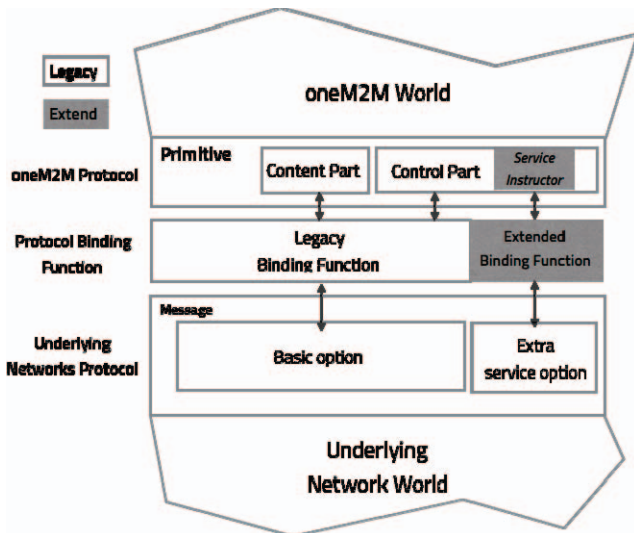 oneM2M World
Legacy
Extend
oneM2M Protocol
Primitive
Content Part
Control Part
Service
Instructor
Protocol Binding
Function
Legacy
Binding Function
Extended
Binding Function
Underlying
Networks Protocol
Message
Basic option
Extra
service option
Underlying
Network World